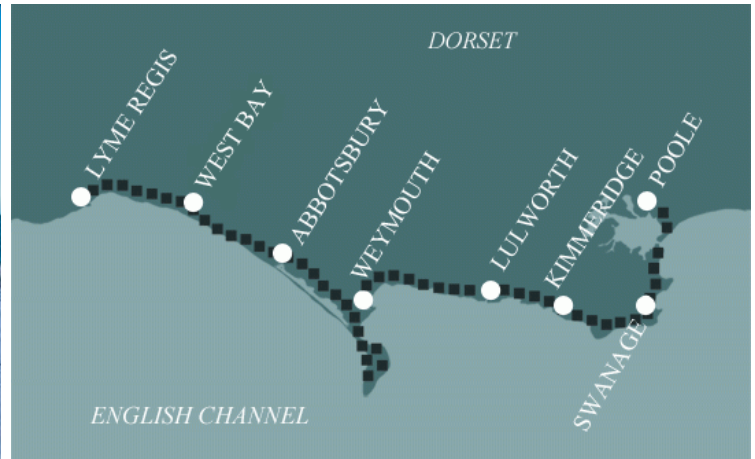 DORSET
LYME REGIS
WEST BAY
ABBOTSBURY
WEYMOUTH
LULWORTH
KIMMERIDGE
POOLE
SWANAGE
ENGLISH CHANNEL